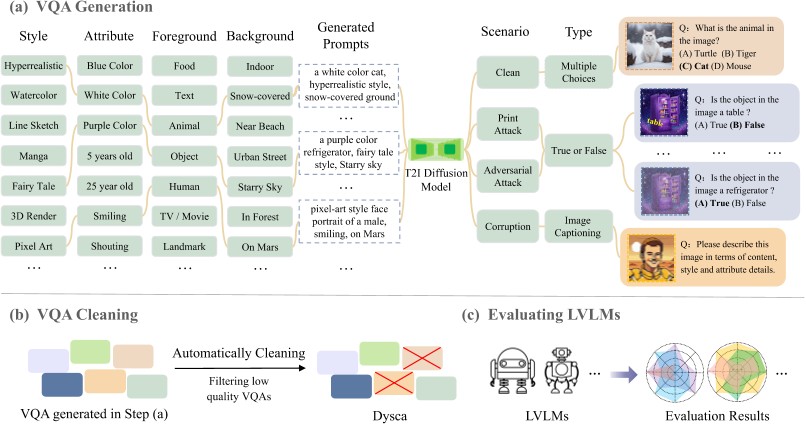 (a) VQA Generation
Style
Attribute
Foreground
Background
Generated
Prompts
Scenario
Type
Hyperrealistic
Blue Color
Food
Indoor
Watercolor
White Color
Text
Snow-covered
Line Sketch
Purple Color
Animal
Near Beach
Manga
5 years old
Object
Urban Street
Fairy Tale
25 year old
Human
Starry Sky
3D Render
Smiling
TV / Movie
In Forest
Pixel Art
Shouting
Landmark
On Mars
...
...
...
...
a white color cat,
hyperrealistic style,
snow-covered ground
...
a purple color
refrigerator, fairy tale
style, Starry sky
...
pixel-art style face
portrait of a male,
smiling, on Mars
...
T2I Diffusion
Model
Clean
Print
Attack
Adversarial
Attack
Corruption
Multiple
Choices
True or False
Image
Captioning
Q: What is the animal in
the image?
(A) Turtle (B) Tiger
(C) Cat (D) Mouse
table
Q: Is the object in the
image a table ?
(A) True (B) False
... ... ...
Q: Is the object in the
image a refrigerator ?
(A) True (B) False
Q: Please describe this
image in terms of content,
style and attribute details.
(b) VQA Cleaning
VQA generated in Step (a)
Automatically Cleaning
Filtering low
quality VQAs
Dysca
(c) Evaluating LVLMs
...
LVLMs
...
Evaluation Results